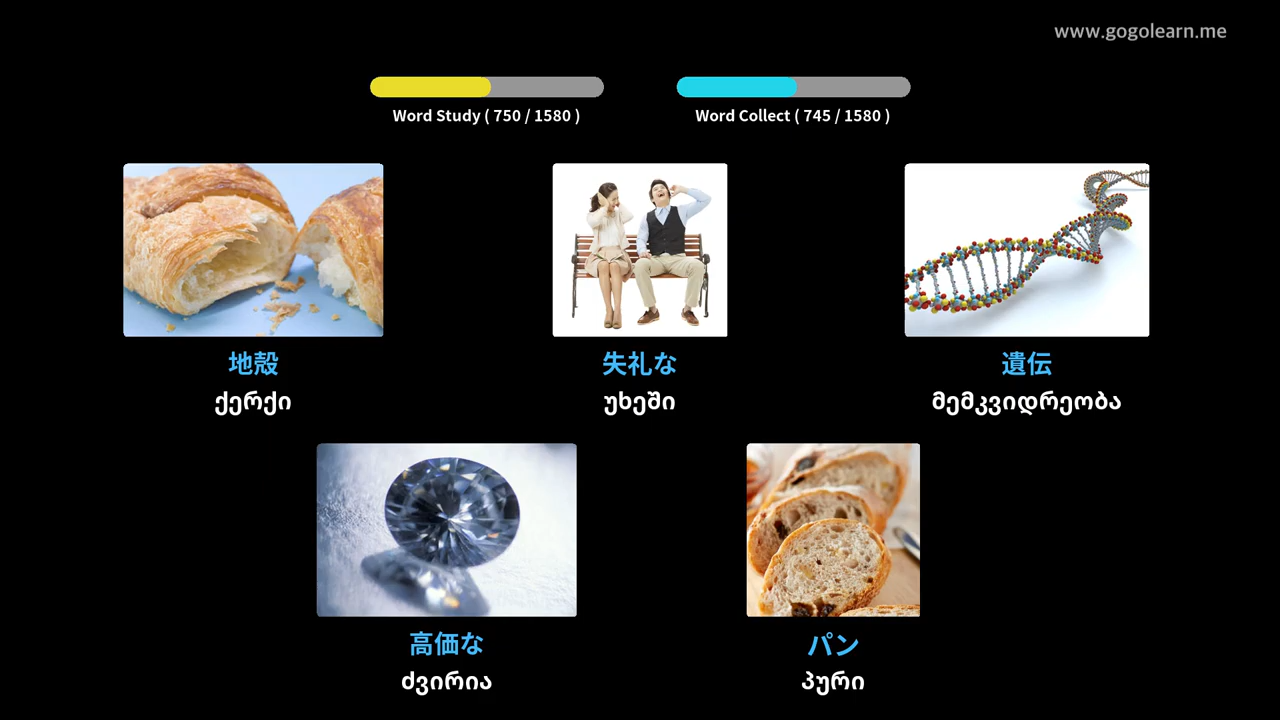 www.gogolearn.me
Word Study ( 750 / 1580 )
Word Collect ( 745 / 1580 )
地殻
ქერქი
失礼な
უხეში
遺伝
მემკვიდრეობა
高価な
ძვირია
パン
პური